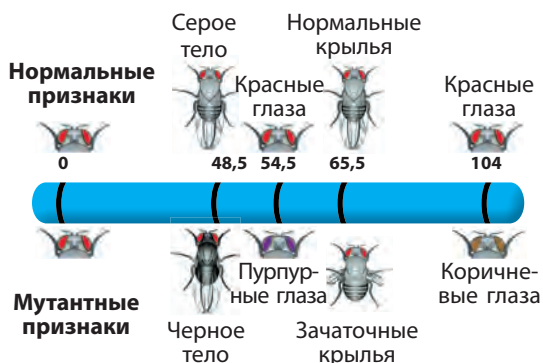 Серое
тело
Нормальные
крылья
Нормальные
признаки
Красные
глаза
Красные
глаза
0
48,5
54,5
65,5
104
Мутантные
признаки
Черное
тело
Пурпур-
ные глаза
Зачаточные
крылья
Коричне-
вые глаза